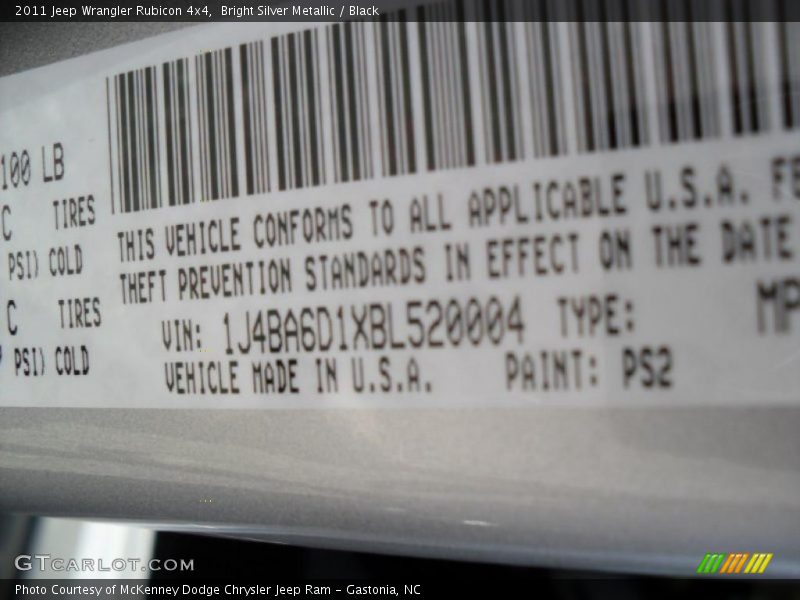 2011 Jeep Wrangler Rubicon 4x4, Bright Silver Metallic / Black
100 LB
C TIRES
PSI) COLD
C TIRES
PSI) COLD
THIS VEHICLE CONFORMS TO ALL APPLICABLE U.S.A. FE
THEFT PREVENTION STANDARDS IN EFFECT ON THE DATE
VIN: 1J4BA6D1XBL520004 TYPE: MP
VEHICLE MADE IN U.S.A. PAINT: PS2
GTCARLOT.COM
Photo Courtesy of McKenney Dodge Chrysler Jeep Ram – Gastonia, NC